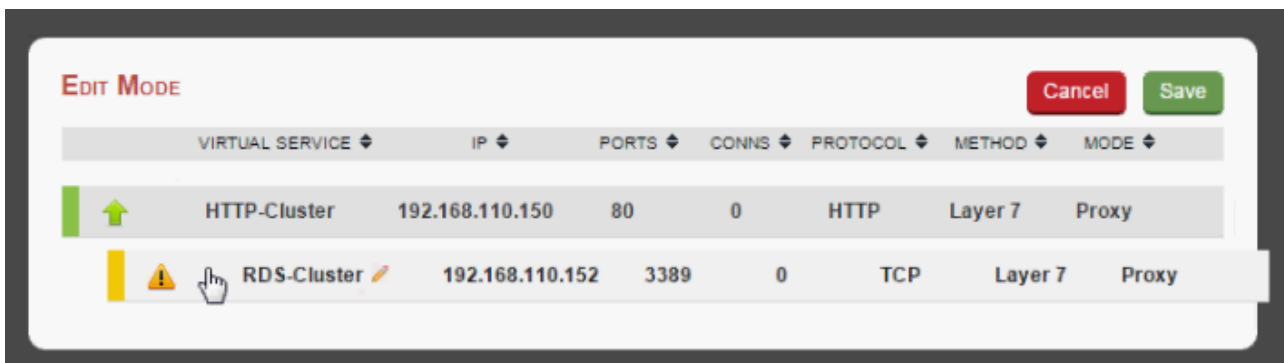 EDIT MODE
Cancel Save
VIRTUAL SERVICE IP PORTS CONNS PROTOCOL METHOD MODE
HTTP-Cluster 192.168.110.150 80 0 HTTP Layer 7 Proxy
RDS-Cluster 192.168.110.152 3389 0 TCP Layer 7 Proxy